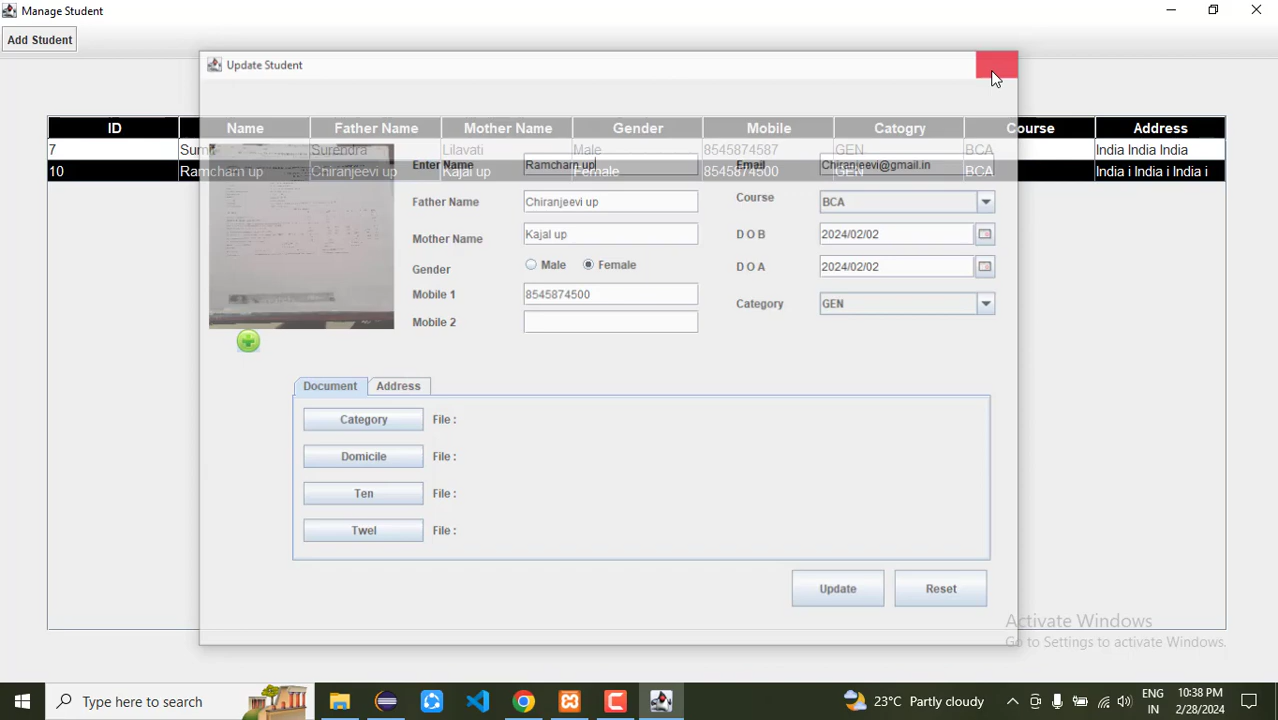 Manage Student
Add Student
Update Student
ID Name Father Name Mother Name Gender Mobile Catogry Course Address
7 Surendra Lilavati Male 8545874587 GEN BCA India India India
10 Ramcham up Chiranjeevi up Kajal up Female 8545874500 GEN BCA India i India i India i
Enter Name Ramcham up Email Chiranjeevi@gmail.in
Father Name Chiranjeevi up Course BCA
Mother Name Kajal up D O B 2024/02/02
Gender Male Female D O A 2024/02/02
Mobile 1 8545874500 Category GEN
Mobile 2
Document Address
Category File :
Domicile File :
Ten File :
Twel File :
Update Reset
Activate Windows
Go to Settings to activate Windows.
Type here to search 23°C Partly cloudy ENG 10:38 PM
IN 2/28/2024